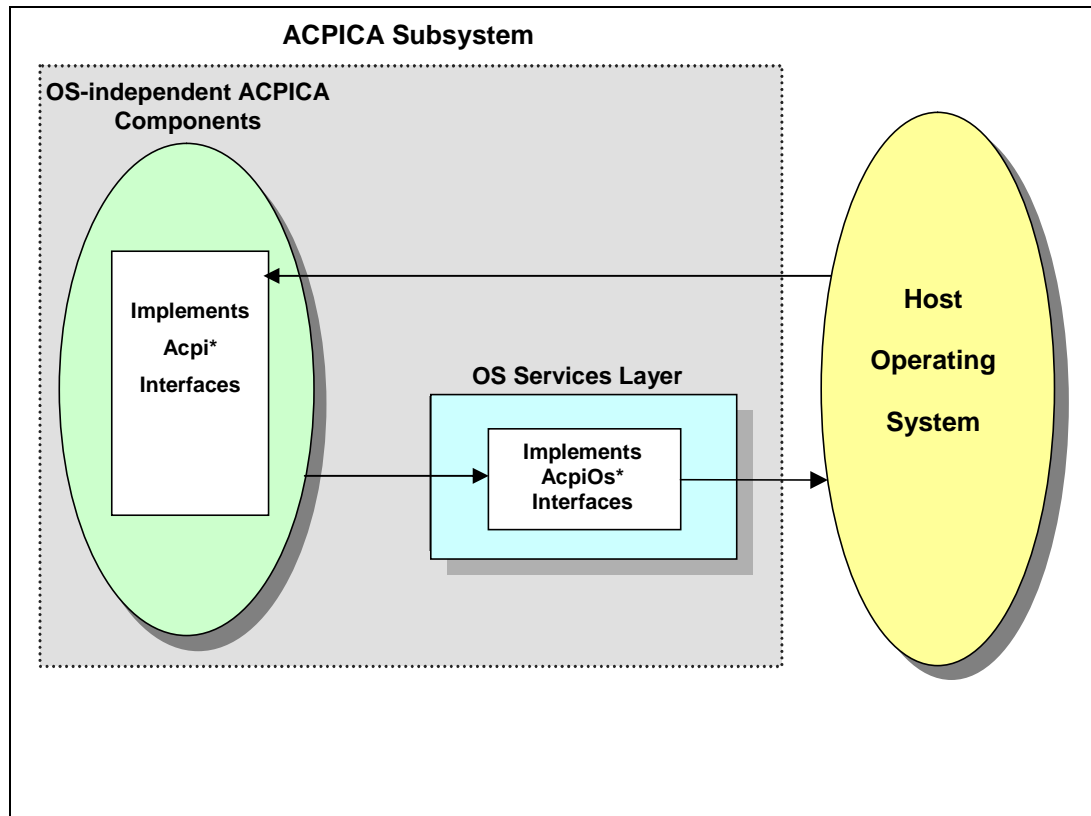 ACPICA Subsystem
OS-independent ACPICA
Components
Implements
Acpi*
Interfaces
OS Services Layer
Implements
AcpiOs*
Interfaces
Host
Operating
System